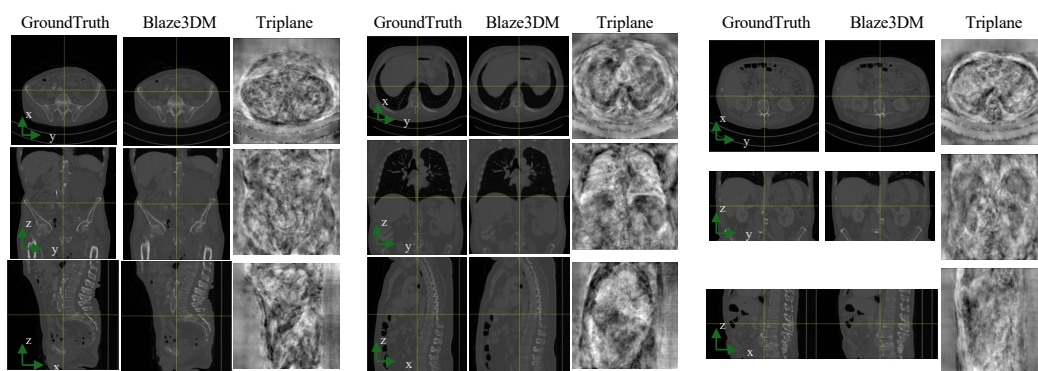 GroundTruth Blaze3DM Triplane GroundTruth Blaze3DM Triplane GroundTruth Blaze3DM Triplane
x x x
y y y
z z z
y y y
z z z
x x x